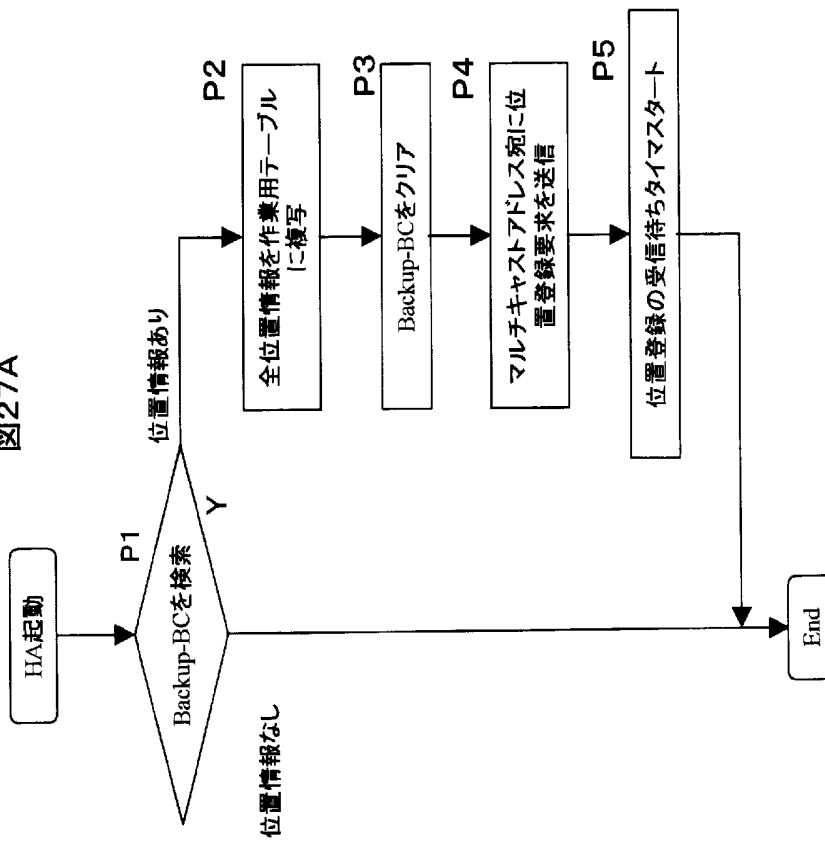 図27A
HA起動
P1
Backup-BCを検索
Y
位置情報なし
位置情報あり
P2
全位置情報を作業用テーブル
に複写
P3
Backup-BCをクリア
P4
マルチキャストアドレス宛に位
置登録要求を送信
P5
位置登録の受信待ちタイマスタート
End